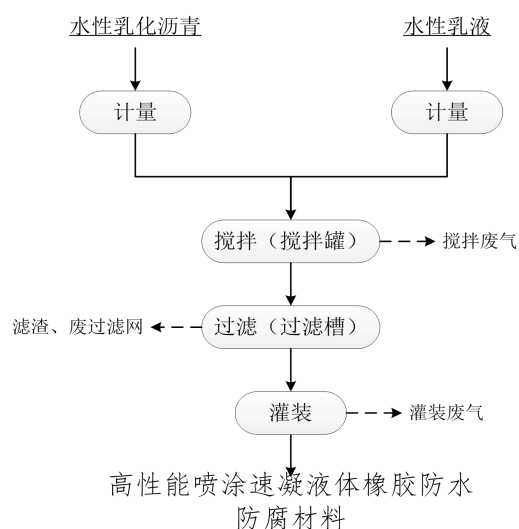 水性乳化沥青
水性乳液
计量
计量
搅拌（搅拌罐）
搅拌废气
滤渣、废过滤网
过滤（过滤槽）
灌装
灌装废气
高性能喷涂速凝液体橡胶防水
防腐材料